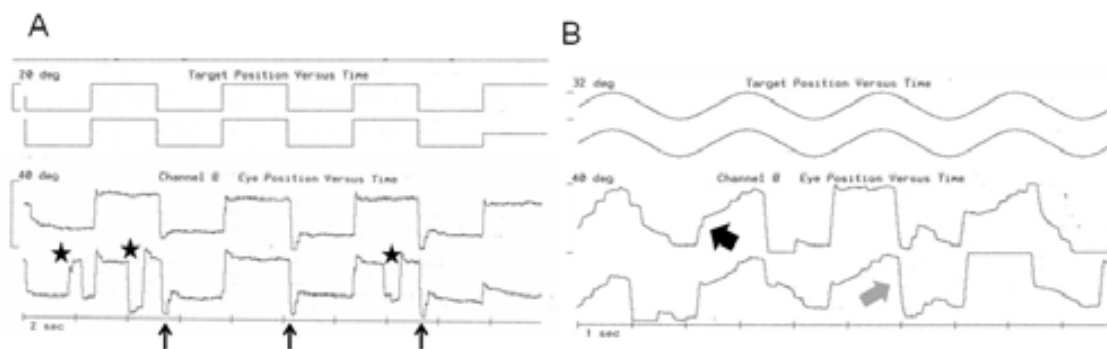 A
20 deg
Target Position Versus Time
40 deg
Channel 0 Eye Position Versus Time
2 sec
B
32 deg
Target Position Versus Time
40 deg
Channel 0 Eye Position Versus Time
1 sec